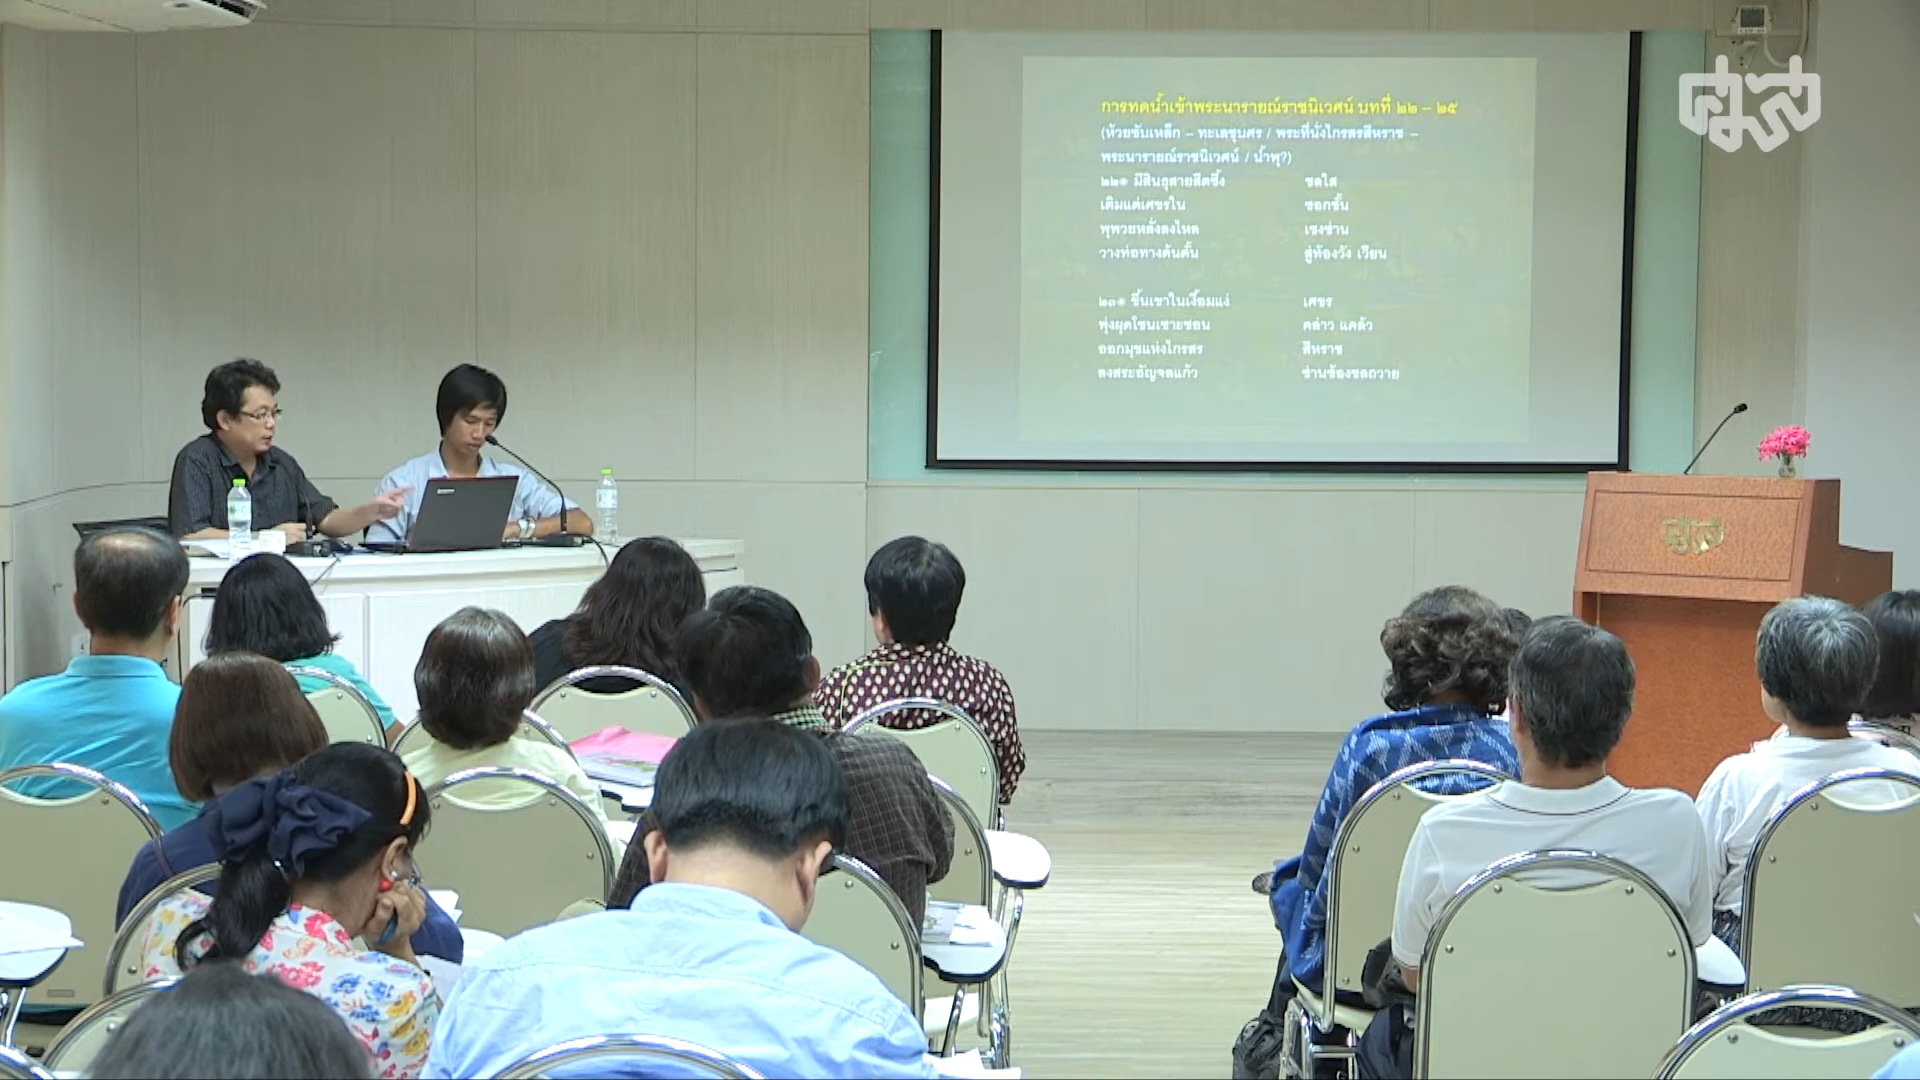 การทดน้ำเข้าพระนารายณ์ราชนิเวศน์ บทที่ ๒๒ – ๒๕
(ห้วยซับเหล็ก – ทะเลชุบศร / พระที่นั่งไกรสรสีหราช –
พระนารายณ์ราชนิเวศน์ / น้ำพุ?)
๒๒๏ มีสินธุสายสีตซึ้ง ชลใส
เติมแต่เศขรใน ซอกชั้น
พุพวยหลั่งลงไหล เซงซ่าน
วางท่อทางด้นดั้น สู่ท้องวัง เวียน
๒๓๏ ขึ้นเขาในเงื้อมแง่ เศขร
พุ่งผุดโซนเซาะซอน คล่าว แคล้ว
ออกมุขแห่งไกรสร สีหราช
ลงสระอัญจลแก้ว ซ่านซ้องชลถวาย
ศมส